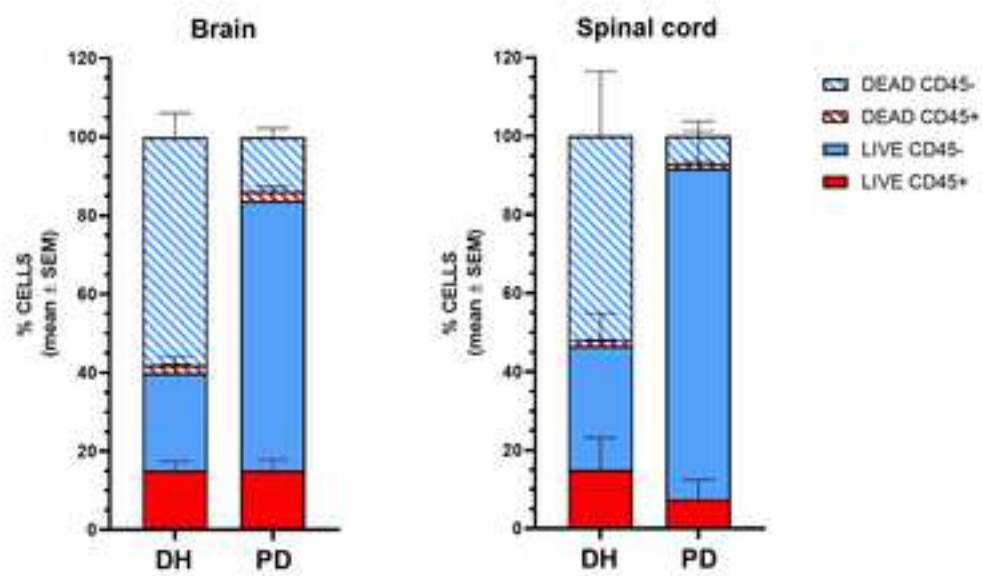 Brain
Spinal cord
120
100
80
60
40
20
0
% CELLS
(mean ± SEM)
DH
PD
120
100
80
60
40
20
0
% CELLS
(mean ± SEM)
DH
PD
DEAD CD45-
DEAD CD45+
LIVE CD45-
LIVE CD45+